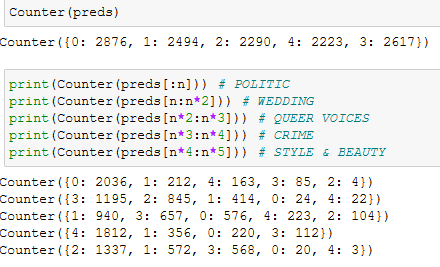 Counter(preds)
Counter({0: 2876, 1: 2494, 2: 2290, 4: 2223, 3: 2617})
print(Counter(preds[:n])) # POLITIC
print(Counter(preds[n:n*2])) # WEDDING
print(Counter(preds[n*2:n*3])) # QUEER VOICES
print(Counter(preds[n*3:n*4])) # CRIME
print(Counter(preds[n*4:n*5])) # STYLE & BEAUTY
Counter({0: 2036, 1: 212, 4: 163, 3: 85, 2: 4})
Counter({3: 1195, 2: 845, 1: 414, 0: 24, 4: 22})
Counter({1: 940, 3: 657, 0: 576, 4: 223, 2: 104})
Counter({4: 1812, 1: 356, 0: 220, 3: 112})
Counter({2: 1337, 1: 572, 3: 568, 0: 20, 4: 3})